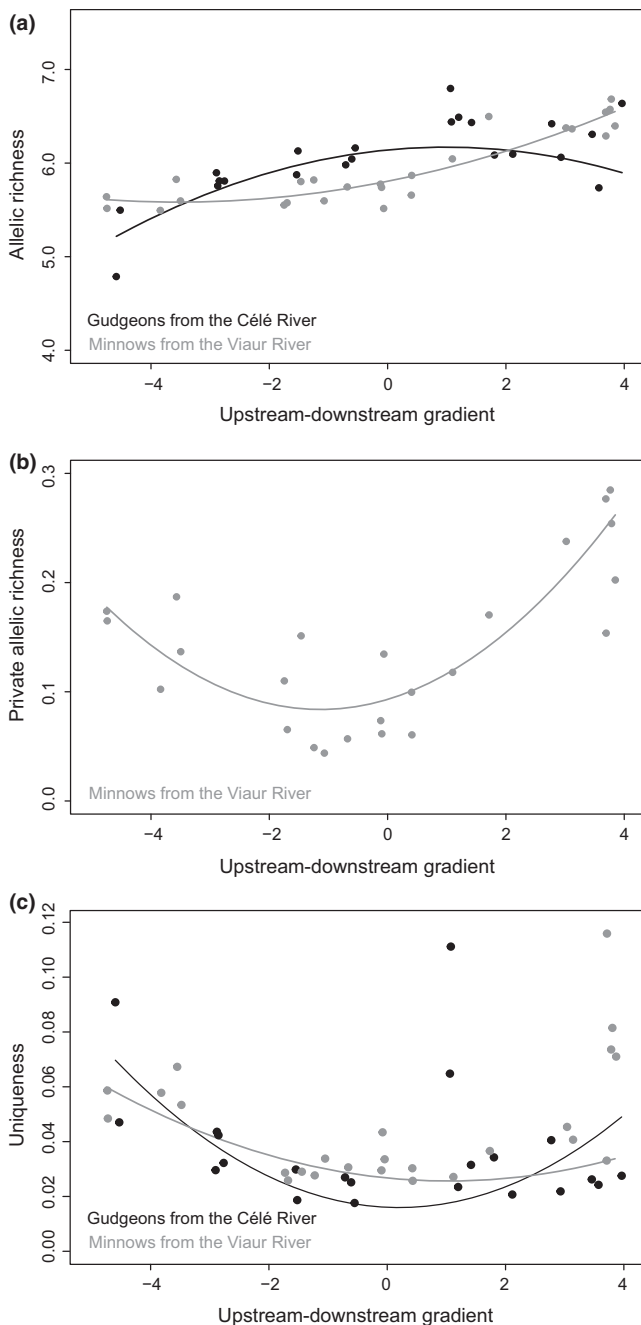 (a)
Allelic richness
7.0
6.0
5.0
4.0
Gudgeons from the Célé River
Minnows from the Viaur River
−4 −2 0 2 4
Upstream-downstream gradient
(b)
Private allelic richness
0.3
0.2
0.1
0.0
Minnows from the Viaur River
−4 −2 0 2 4
Upstream-downstream gradient
(c)
Uniqueness
0.12
0.10
0.08
0.06
0.04
0.02
0.00
Gudgeons from the Célé River
Minnows from the Viaur River
−4 −2 0 2 4
Upstream-downstream gradient